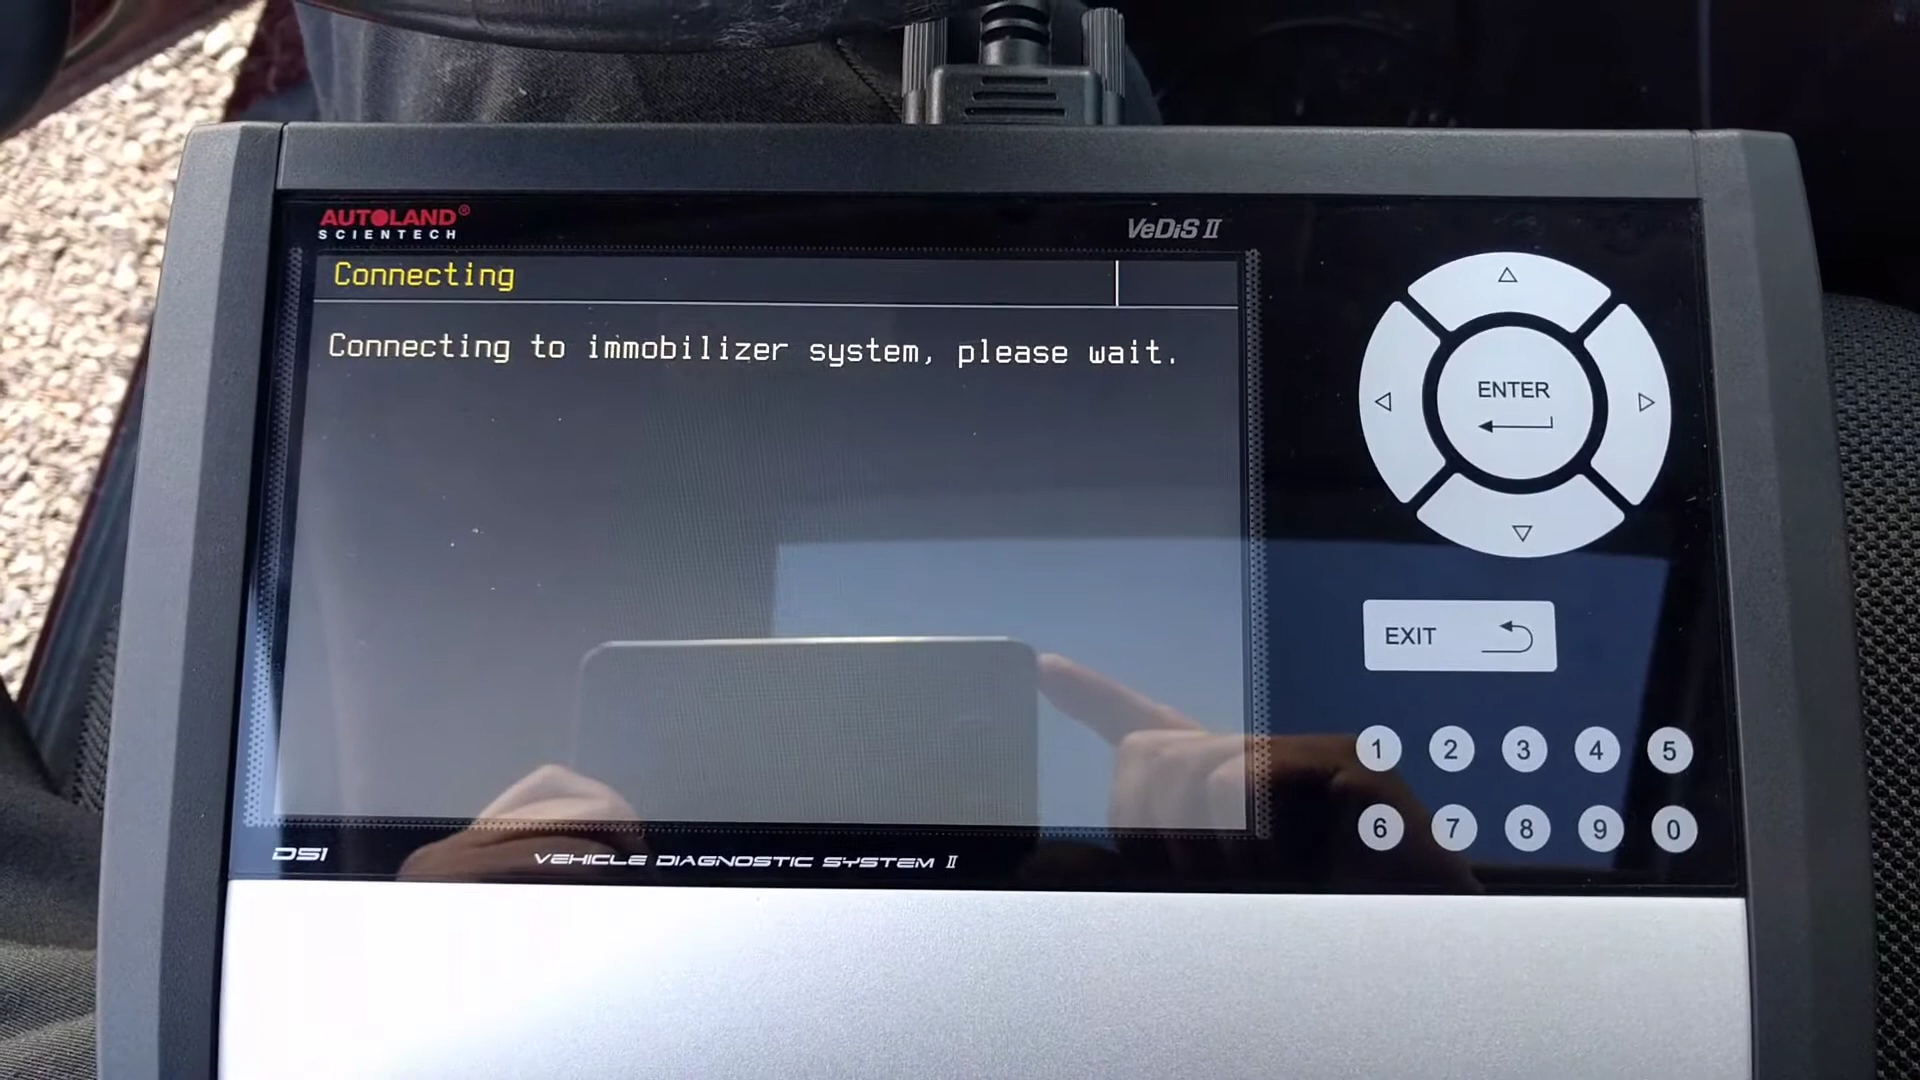 AUTOLAND®
SCIENTECH
VeDiS II
Connecting
Connecting to immobilizer system, please wait.
ENTER
EXIT
1 2 3 4 5
6 7 8 9 0
DS1
VEHICLE DIAGNOSTIC SYSTEM II